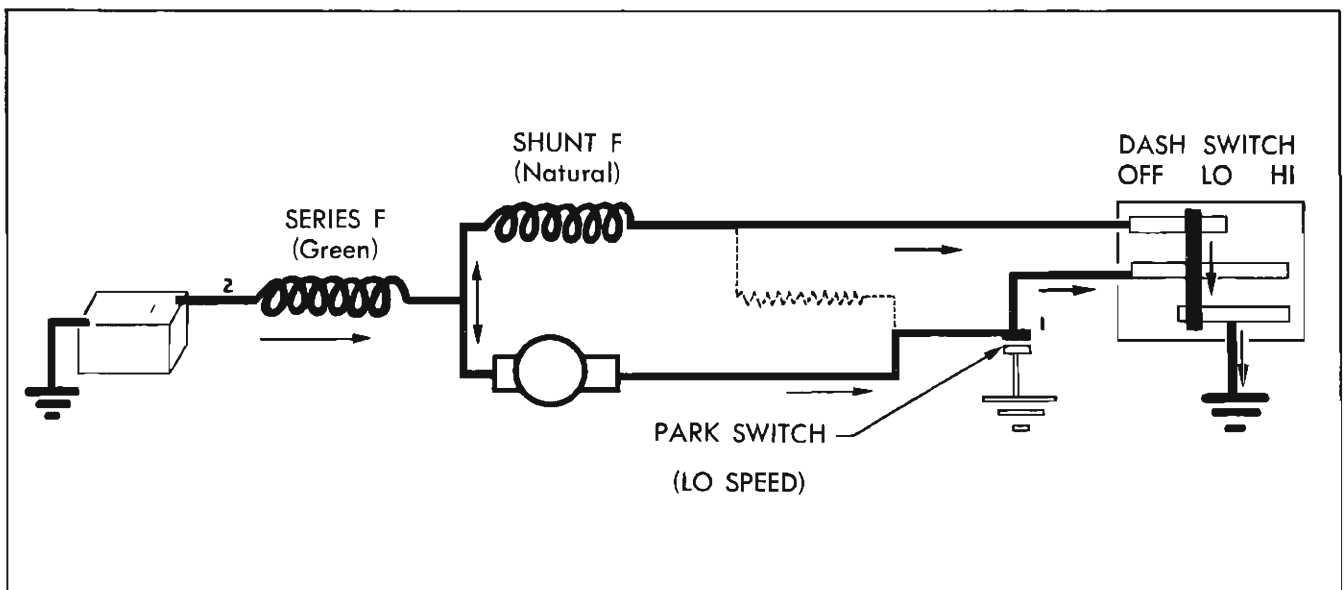 SHUNT F
(Natural)
DASH SWITCH
OFF LO HI
SERIES F
(Green)
2
1
PARK SWITCH
(LO SPEED)